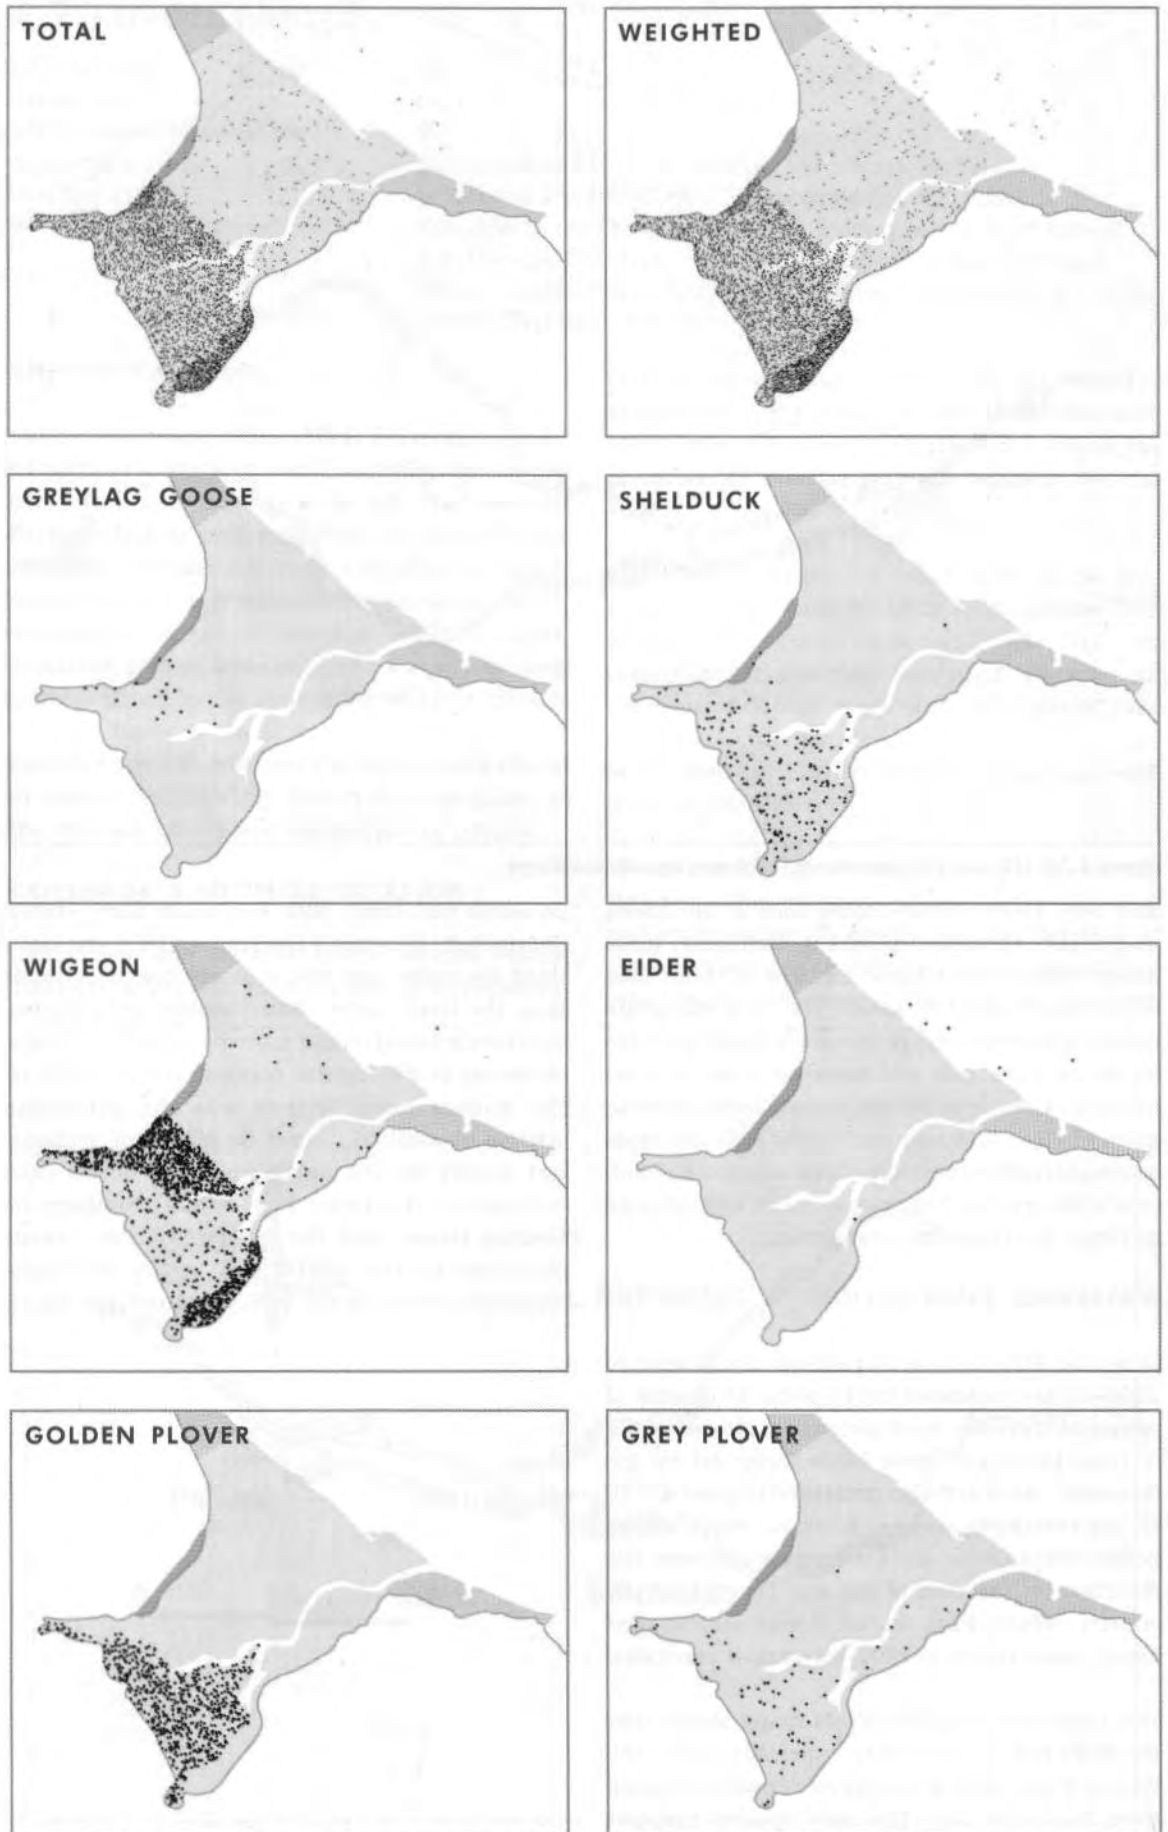 TOTAL
WEIGHTED
GREYLAG GOOSE
SHELDUCK
WIGEON
EIDER
GOLDEN PLOVER
GREY PLOVER